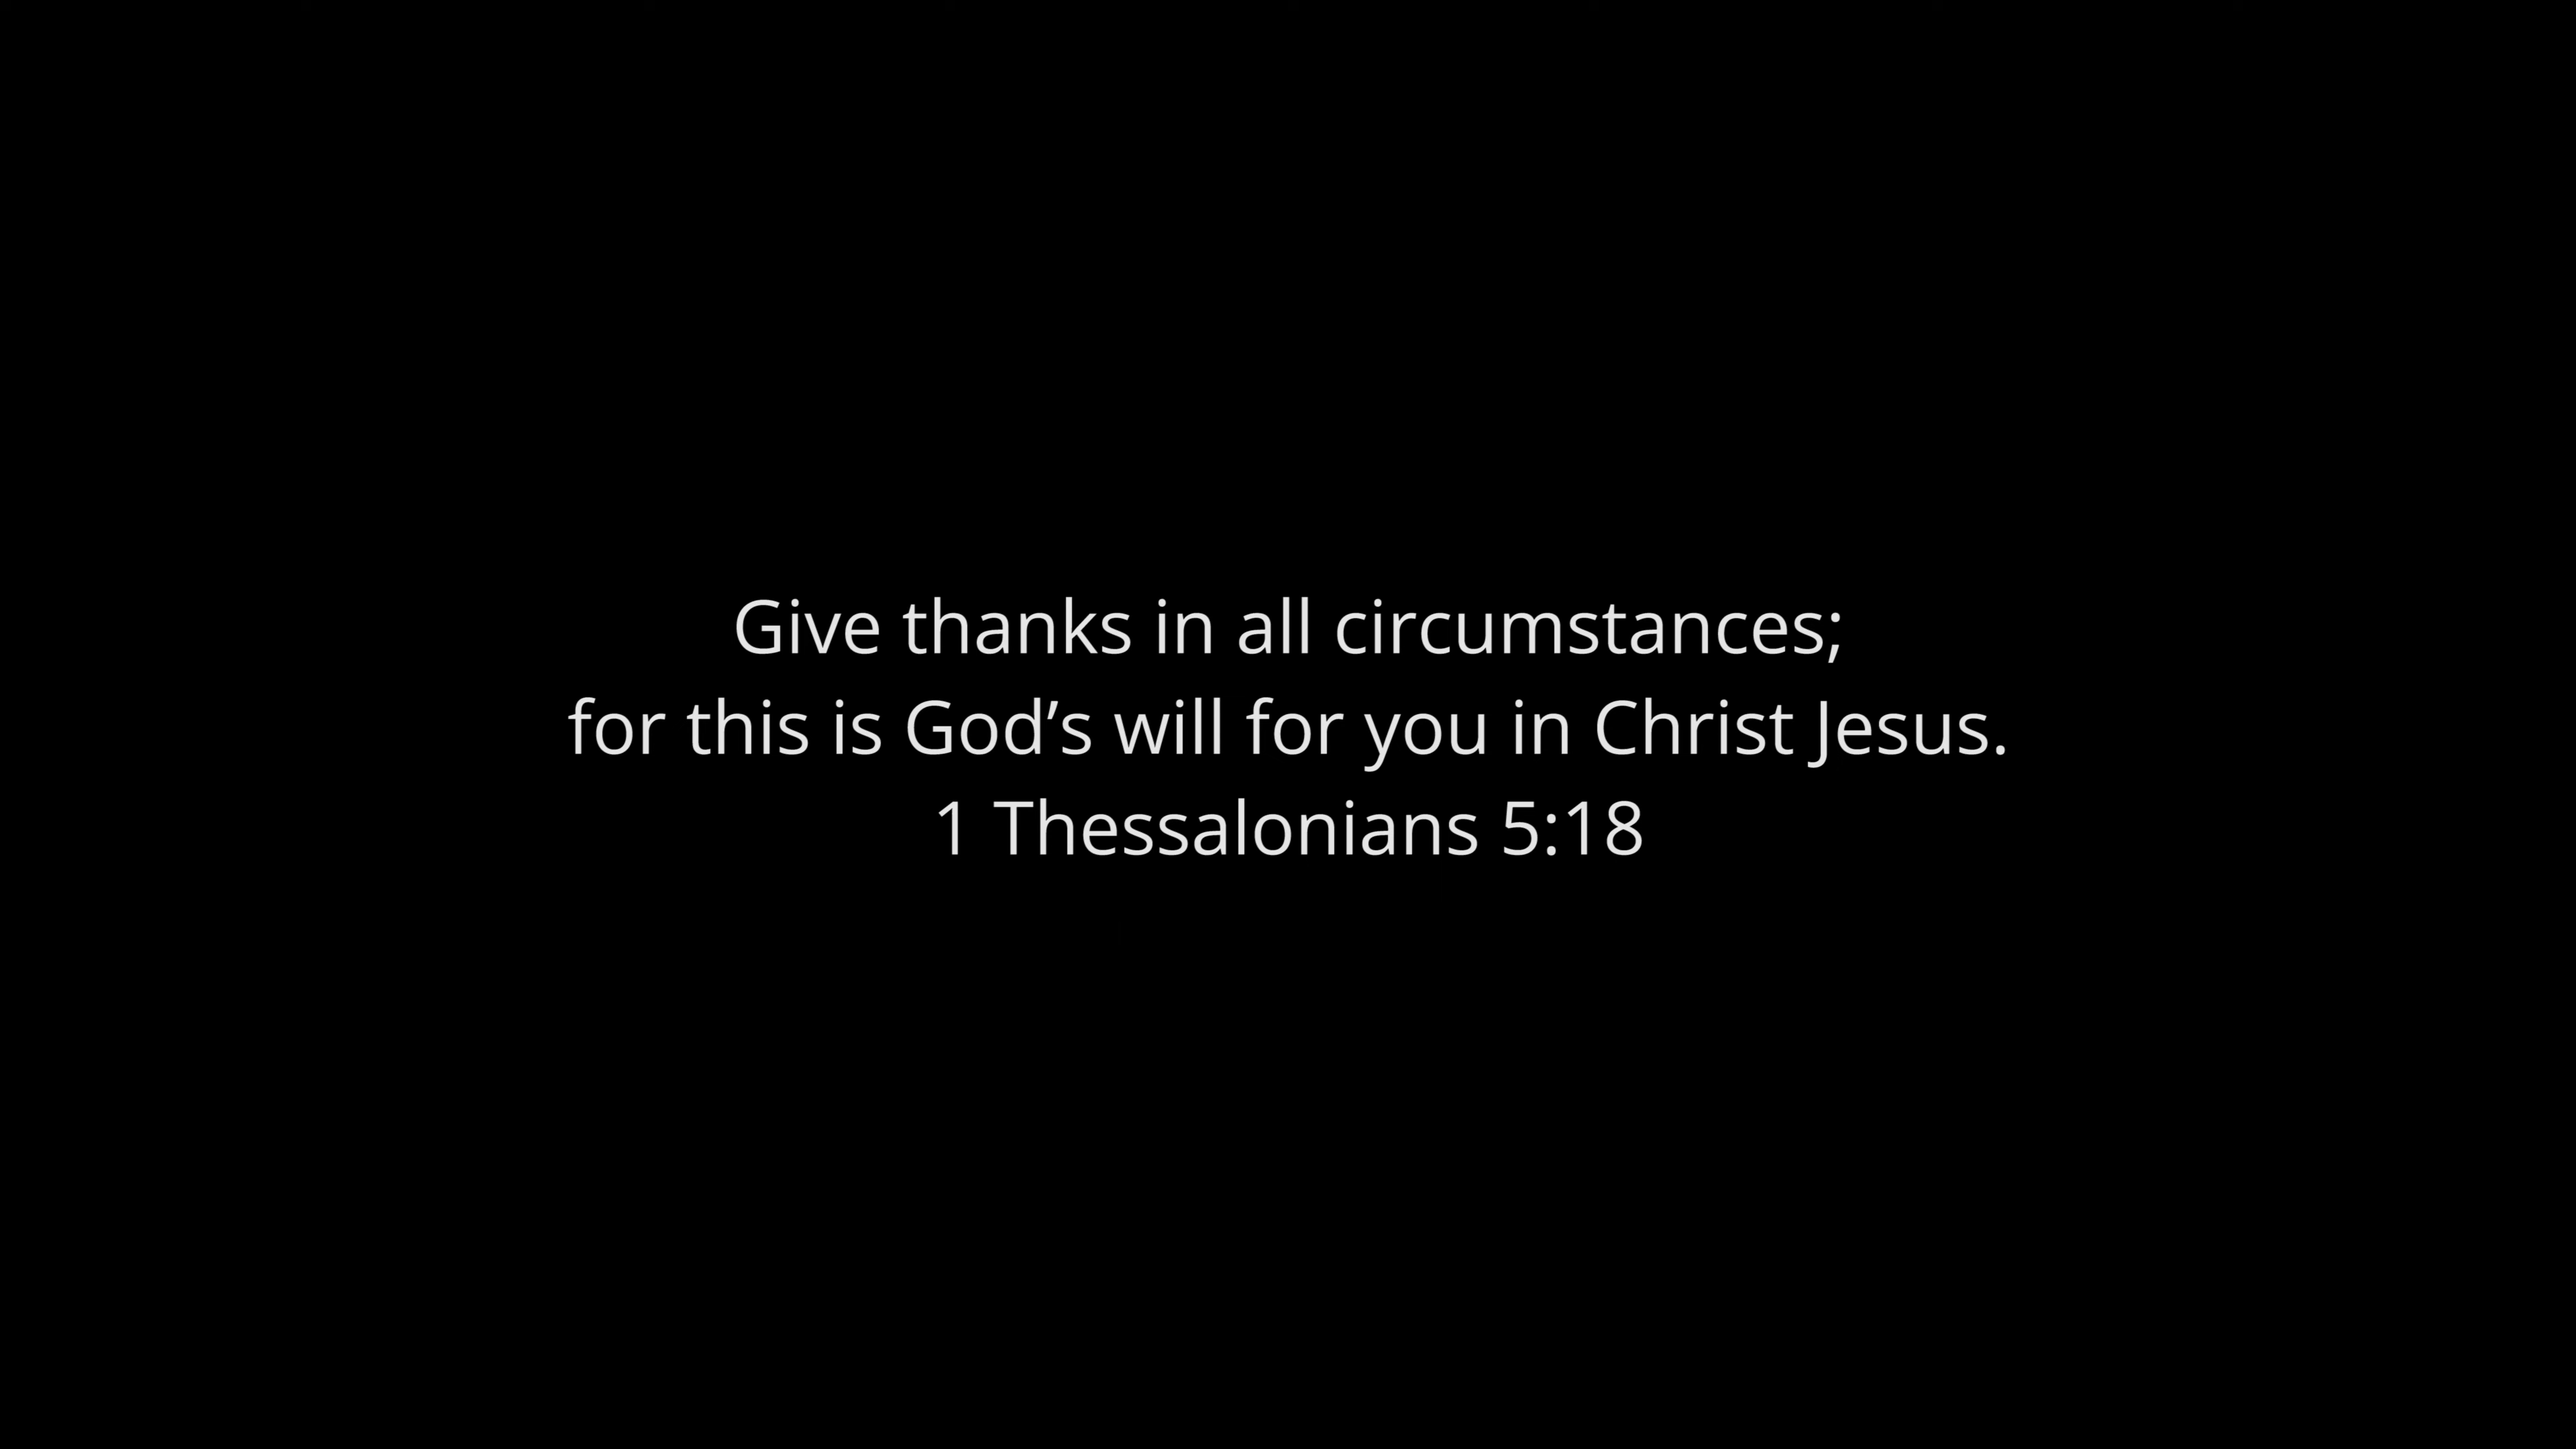 Give thanks in all circumstances;
for this is God’s will for you in Christ Jesus.
1 Thessalonians 5:18